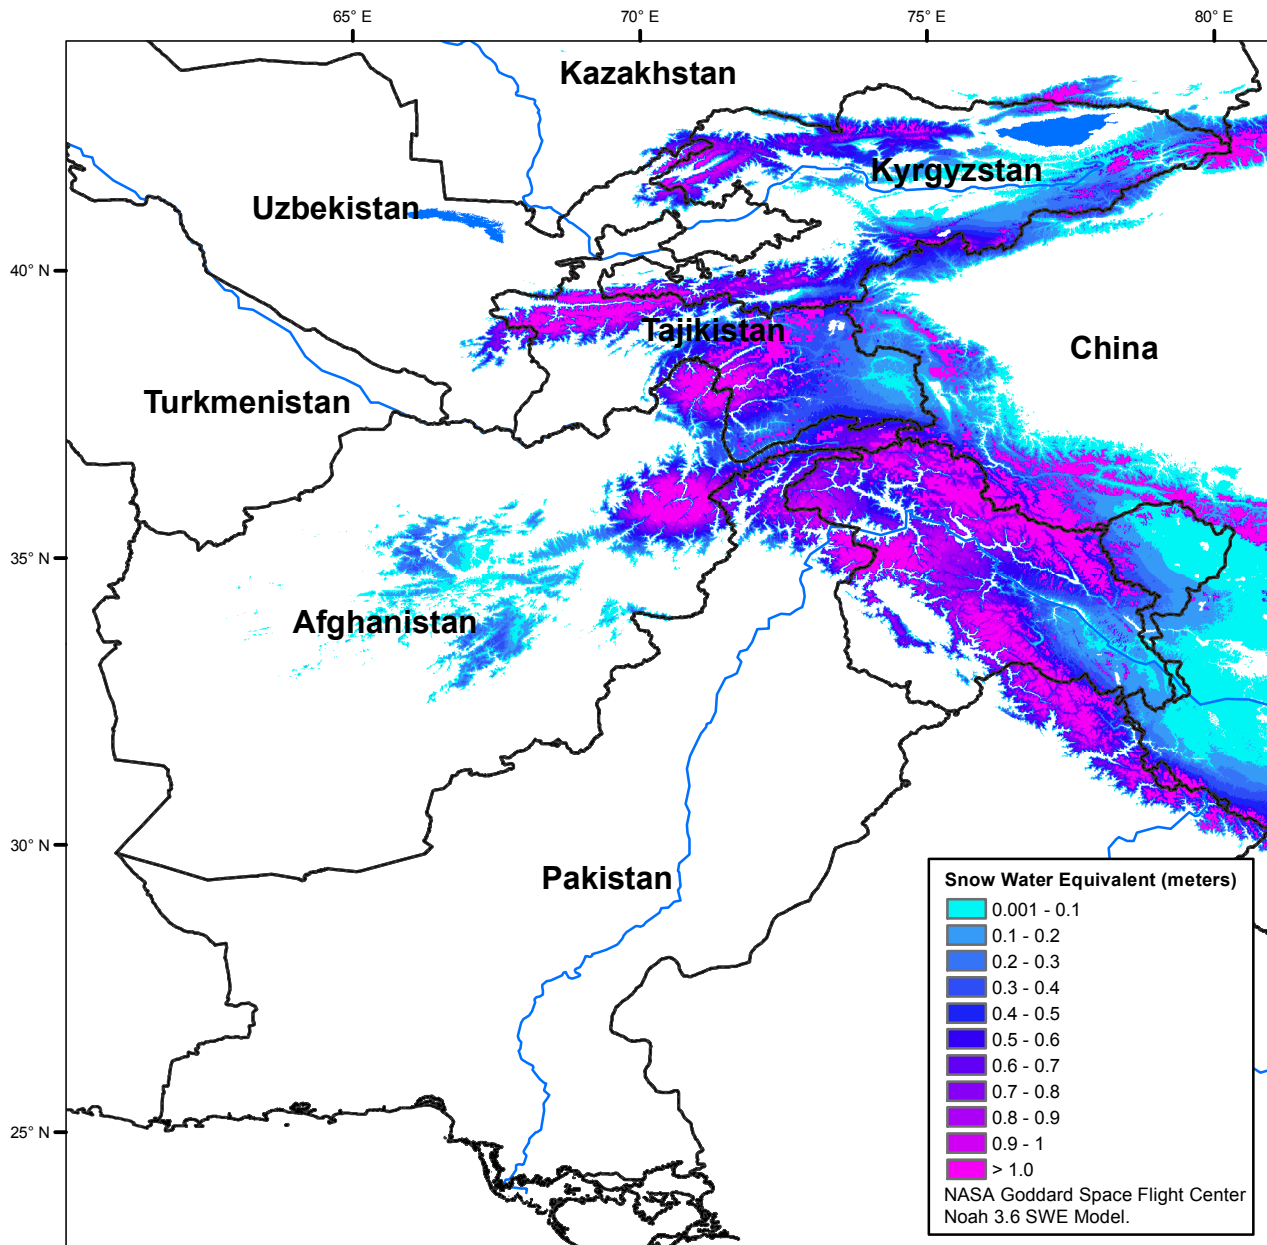 65° E
70° E
75° E
80° E
Kazakhstan
Kyrgyzstan
Uzbekistan
40° N
Tajikistan
China
Turkmenistan
35° N
Afghanistan
30° N
Pakistan
25° N
Snow Water Equivalent (meters)
0.001 - 0.1
0.1 - 0.2
0.2 - 0.3
0.3 - 0.4
0.4 - 0.5
0.5 - 0.6
0.6 - 0.7
0.7 - 0.8
0.8 - 0.9
0.9 - 1
> 1.0
NASA Goddard Space Flight Center
Noah 3.6 SWE Model.